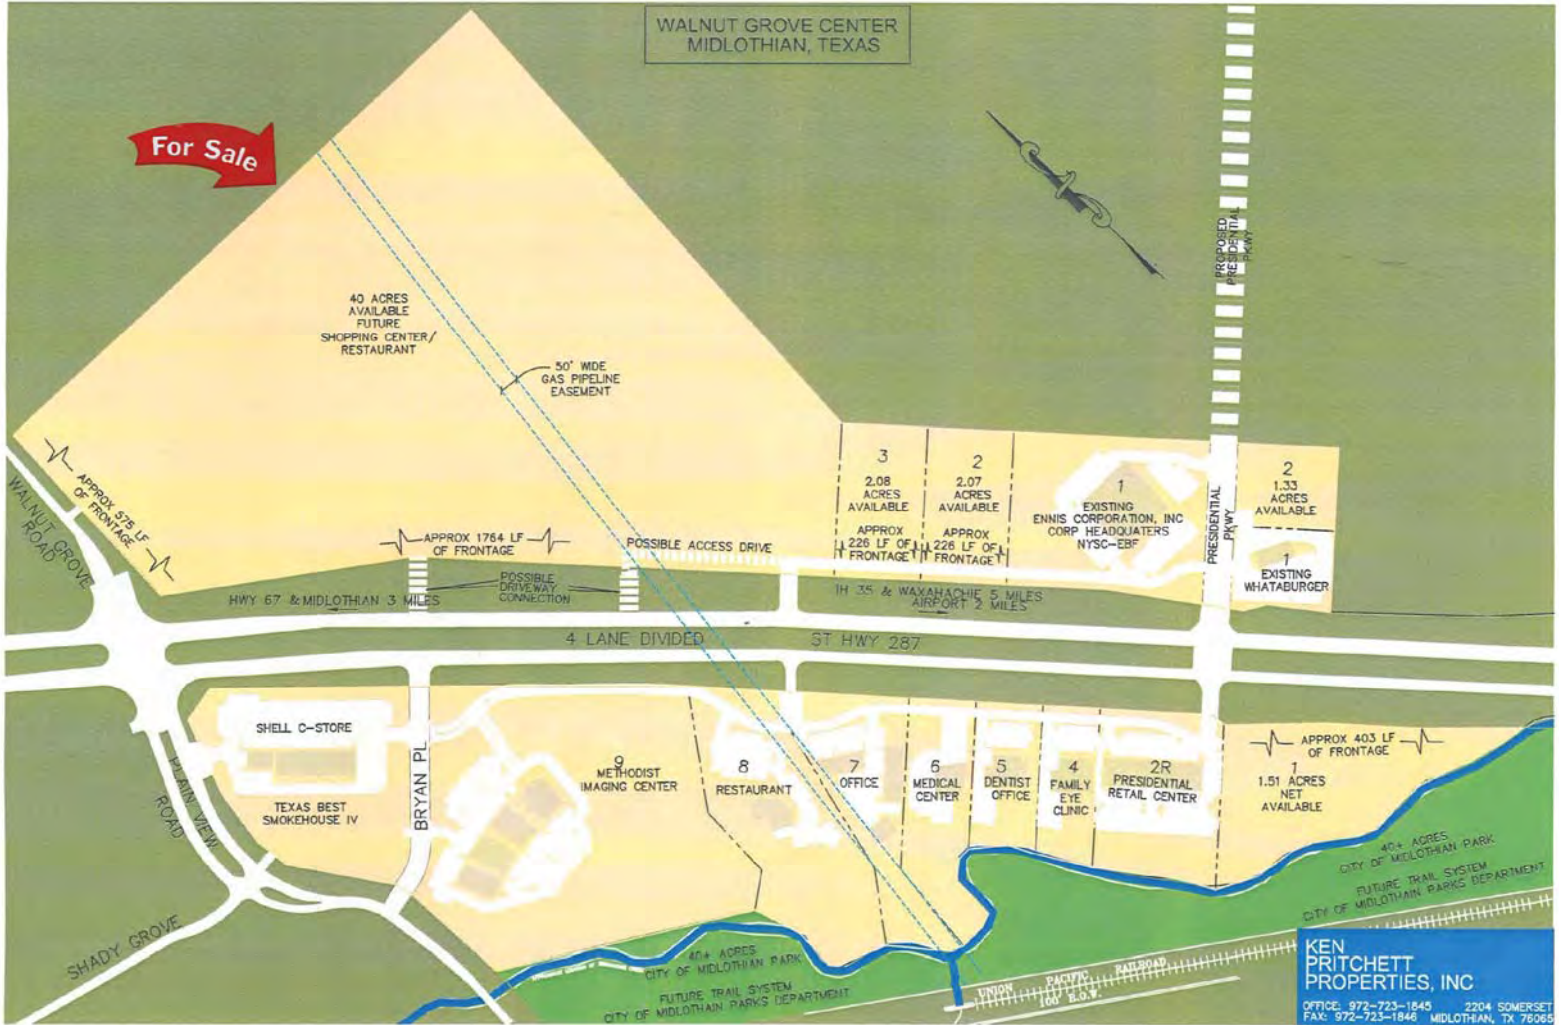 WALNUT GROVE CENTER
MIDLOTHIAN, TEXAS
For Sale
PROPOSED
PRESIDENTIAL
PKWY
40 ACRES
AVAILABLE
FUTURE
SHOPPING CENTER/
RESTAURANT
50' WIDE
GAS PIPELINE
EASEMENT
WALNUT GROVE
ROAD
APPROX 575 LF
OF FRONTAGE
APPROX 1764 LF
OF FRONTAGE
POSSIBLE ACCESS DRIVE
POSSIBLE
DRIVEWAY
CONNECTION
3
2.08
ACRES
AVAILABLE
APPROX
226 LF OF
FRONTAGE
2
2.07
ACRES
AVAILABLE
APPROX
226 LF OF
FRONTAGE
1
EXISTING
ENNIS CORPORATION, INC
CORP HEADQUATERS
NYSC-EBF
PRESIDENTIAL
PKWY
2
1.33
ACRES
AVAILABLE
1
EXISTING
WHATABURGER
HWY 67 & MIDLOTHIAN 3 MILES
IH 35 & WAXAHACHIE 5 MILES
AIRPORT 2 MILES
4 LANE DIVIDED
ST HWY 287
SHELL C-STORE
TEXAS BEST
SMOKEHOUSE IV
PLAIN VIEW
ROAD
BRYAN PL
SHADY GROVE
9
METHODIST
IMAGING CENTER
8
RESTAURANT
7
OFFICE
6
MEDICAL
CENTER
5
DENTIST
OFFICE
4
FAMILY
EYE
CLINIC
2R
PRESIDENTIAL
RETAIL CENTER
APPROX 403 LF
OF FRONTAGE
1
1.51 ACRES
NET
AVAILABLE
40+ ACRES
CITY OF MIDLOTHIAN PARK
FUTURE TRAIL SYSTEM
CITY OF MIDLOTHAIN PARKS DEPARTMENT
40+ ACRES
CITY OF MIDLOTHIAN PARK
FUTURE TRAIL SYSTEM
CITY OF MIDLOTHAIN PARKS DEPARTMENT
UNION PACIFIC RAILROAD
100' R.O.W.
KEN
PRITCHETT
PROPERTIES, INC
OFFICE: 972-723-1845 2204 SOMERSET
FAX: 972-723-1846 MIDLOTHIAN, TX 76065